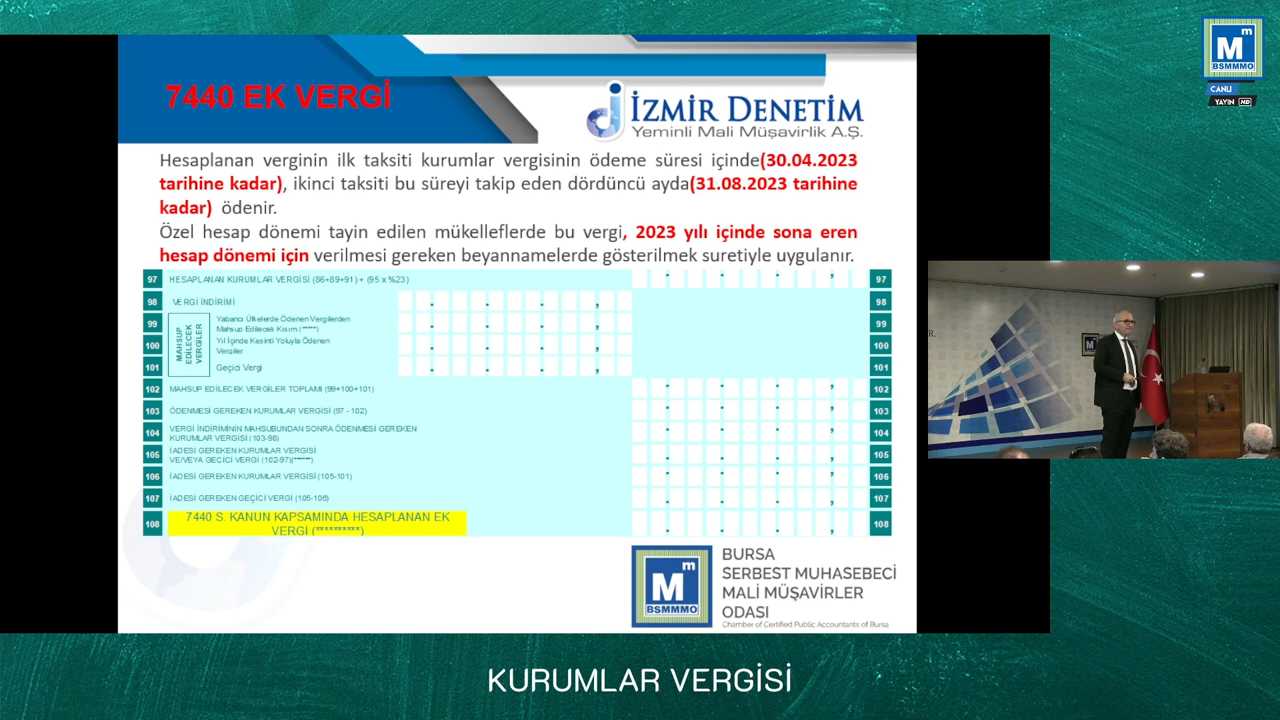 M m
BSMMMO
CANLI
YAYIN HD
7440 EK VERGİ
İZMİR DENETİM
Yeminli Mali Müşavirlik A.Ş.
Hesaplanan verginin ilk taksiti kurumlar vergisinin ödeme süresi içinde(30.04.2023
tarihine kadar), ikinci taksiti bu süreyi takip eden dördüncü ayda(31.08.2023 tarihine
kadar) ödenir.
Özel hesap dönemi tayin edilen mükelleflerde bu vergi, 2023 yılı içinde sona eren
hesap dönemi için verilmesi gereken beyannamelerde gösterilmek suretiyle uygulanır.
97 HESAPLANAN KURUMLAR VERGİSİ (86+89+91) + (95 x %23) 97
98 VERGİ İNDİRİMİ 98
MAHSUP EDİLECEK VERGİLER
99 Yabancı Ülkelerde Ödenen Vergilerden 99
Mahsup Edilecek Kısım (*****)
100 Yıl İçinde Kesinti Yoluyla Ödenen 100
Vergiler
101 Geçici Vergi 101
102 MAHSUP EDİLECEK VERGİLER TOPLAMI (99+100+101) 102
103 ÖDENMESİ GEREKEN KURUMLAR VERGİSİ (97 - 102) 103
104 VERGİ İNDİRİMİNİN MAHSUBUNDAN SONRA ÖDENMESİ GEREKEN 104
KURUMLAR VERGİSİ (103-98)
105 İADESİ GEREKEN KURUMLAR VERGİSİ 105
VE/VEYA GEÇİCİ VERGİ (102-97)(******)
106 İADESİ GEREKEN KURUMLAR VERGİSİ (105-101) 106
107 İADESİ GEREKEN GEÇİCİ VERGİ (105-106) 107
108 7440 S. KANUN KAPSAMINDA HESAPLANAN EK 108
VERGİ (**********)
M m
BSMMMO
BURSA
SERBEST MUHASEBECİ
MALİ MÜŞAVİRLER
ODASI
Chamber of Certified Public Accountants of Bursa
KURUMLAR VERGİSİ